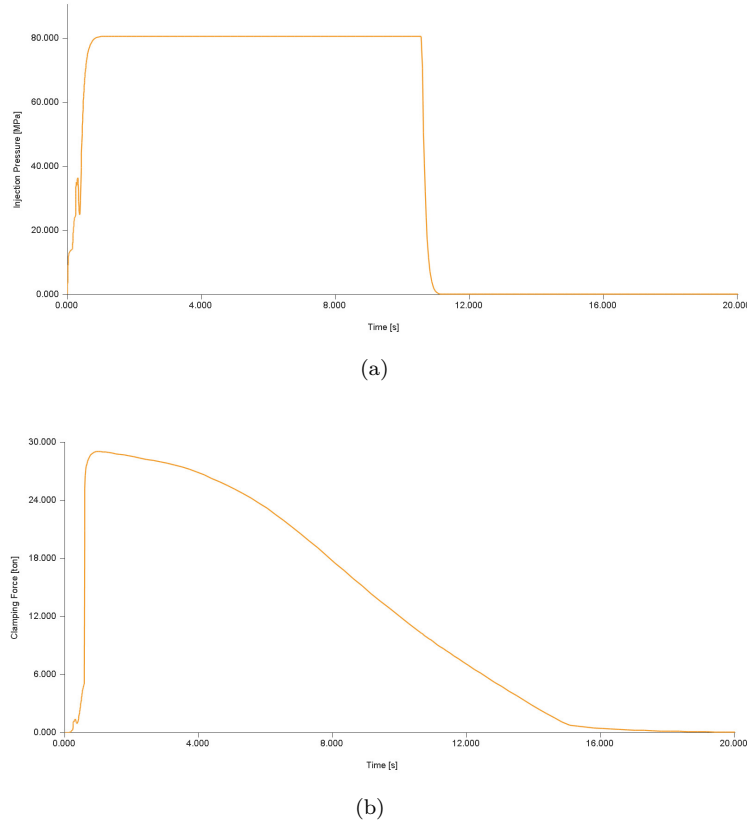 80.000
60.000
Injection Pressure [MPa]
40.000
20.000
0.000
0.000 4.000 8.000 12.000 16.000 20.000
Time [s]
(a)
30.000
24.000
18.000
Clamping Force [ton]
12.000
6.000
0.000
0.000 4.000 8.000 12.000 16.000 20.000
Time [s]
(b)